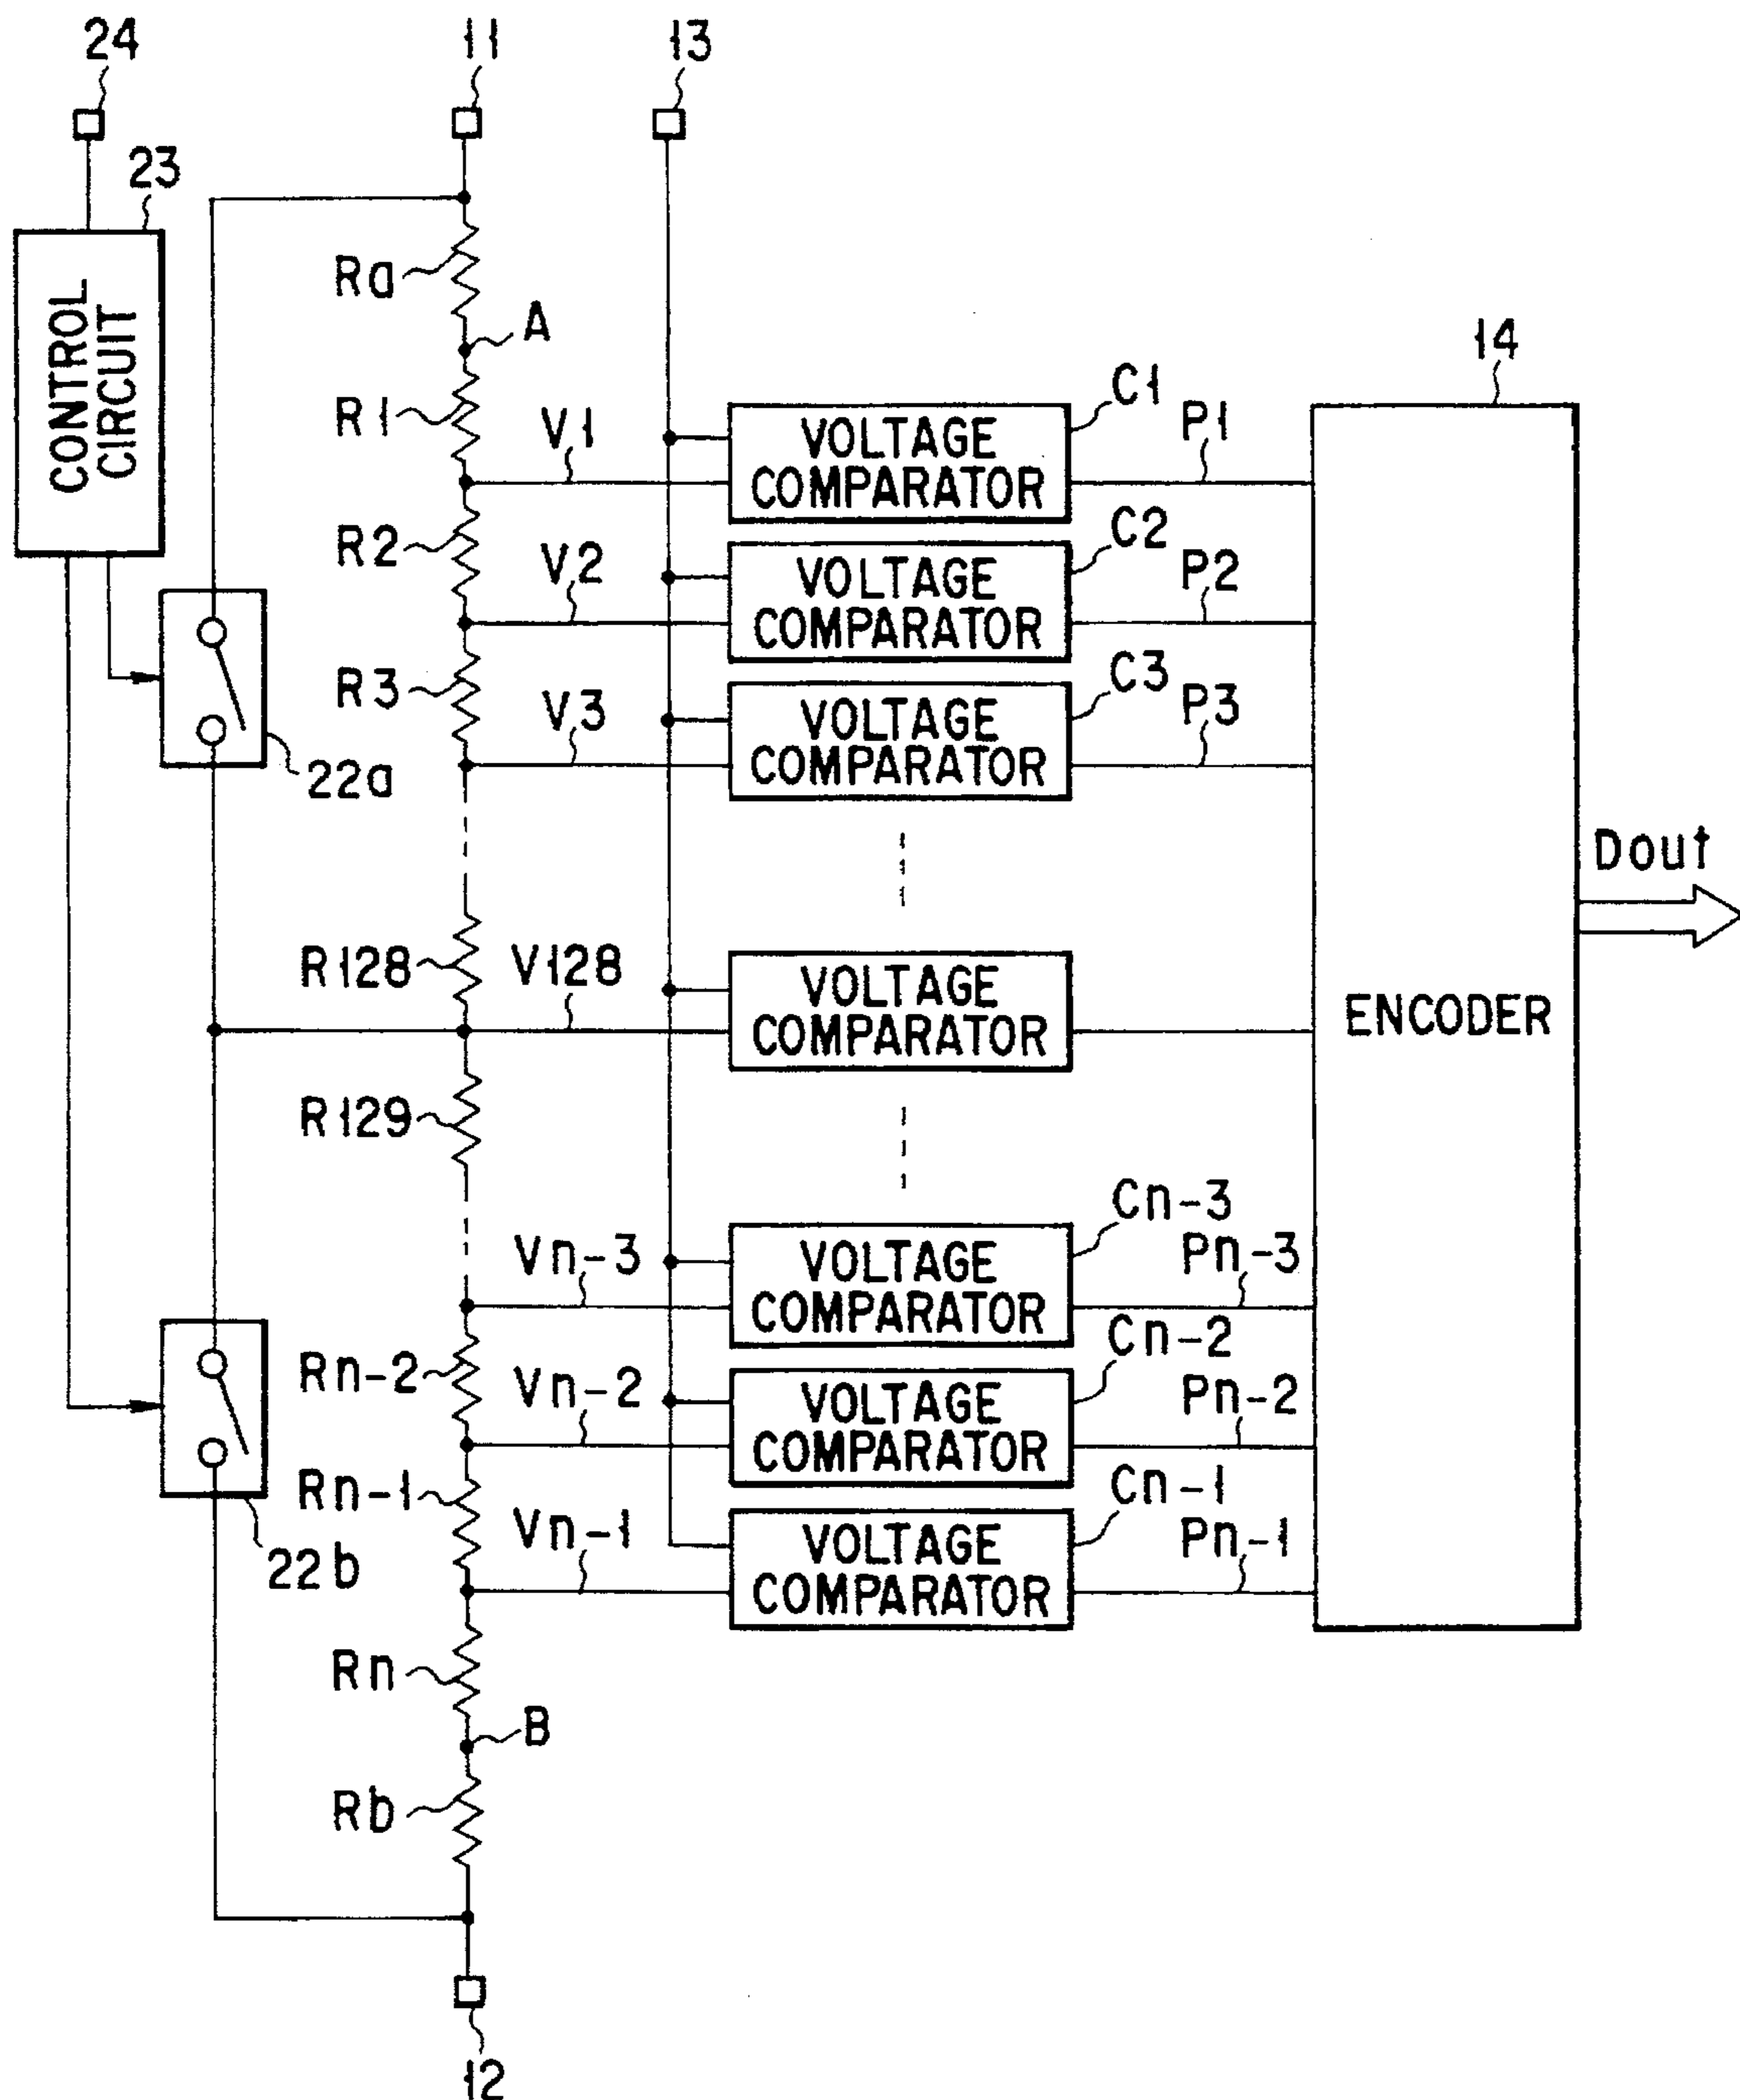 24
11
13
23
CONTROL
CIRCUIT
Ra
A
14
R1
V1
VOLTAGE
COMPARATOR
C1
P1
R2
V2
VOLTAGE
COMPARATOR
C2
P2
R3
V3
VOLTAGE
COMPARATOR
C3
P3
22a
Dout
R128
V128
VOLTAGE
COMPARATOR
ENCODER
R129
Vn-3
VOLTAGE
COMPARATOR
Cn-3
Pn-3
Rn-2
Vn-2
VOLTAGE
COMPARATOR
Cn-2
Pn-2
Rn-1
Vn-1
VOLTAGE
COMPARATOR
Cn-1
Pn-1
22b
Rn
B
Rb
12